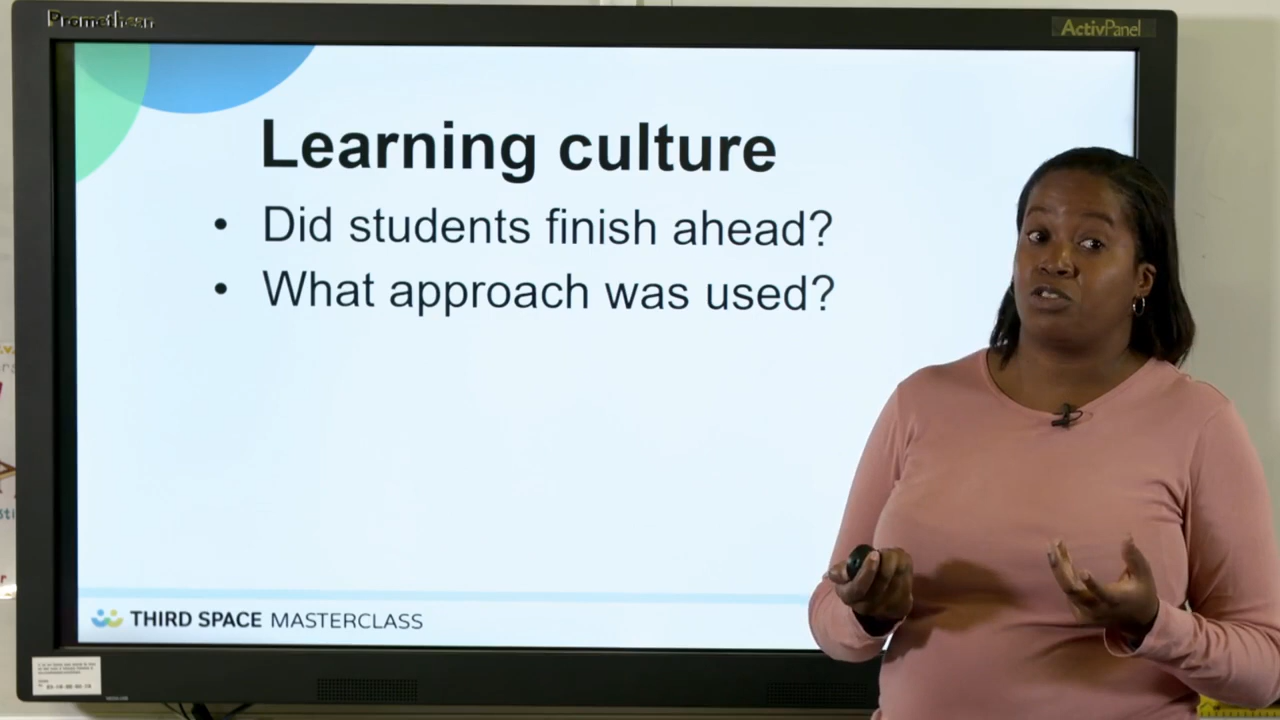 Promethean
ActivPanel
Learning culture
• Did students finish ahead?
• What approach was used?
THIRD SPACE MASTERCLASS